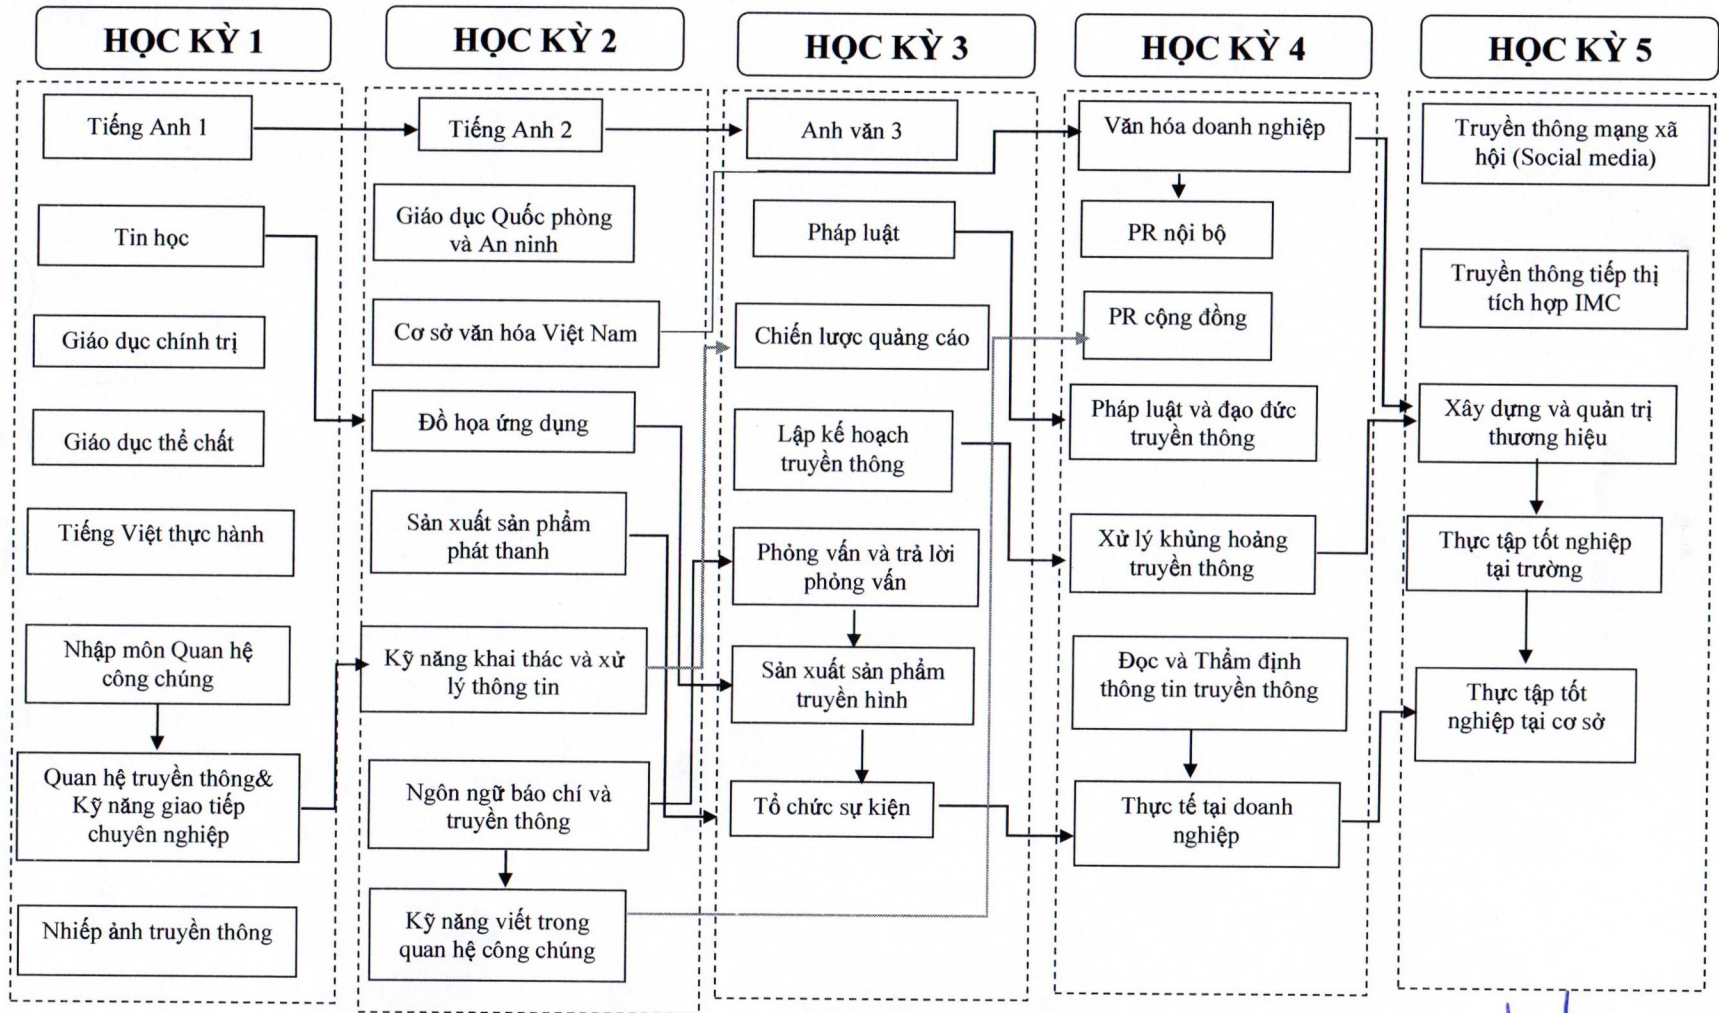 HỌC KỲ 1
Tiếng Anh 1
Tin học
Giáo dục chính trị
Giáo dục thể chất
Tiếng Việt thực hành
Nhập môn Quan hệ
công chúng
Quan hệ truyền thông&
Kỹ năng giao tiếp
chuyên nghiệp
Nhiếp ảnh truyền thông
HỌC KỲ 2
Tiếng Anh 2
Giáo dục Quốc phòng
và An ninh
Cơ sở văn hóa Việt Nam
Đồ họa ứng dụng
Sản xuất sản phẩm
phát thanh
Kỹ năng khai thác và xử
lý thông tin
Ngôn ngữ báo chí và
truyền thông
Kỹ năng viết trong
quan hệ công chúng
HỌC KỲ 3
Anh văn 3
Pháp luật
Chiến lược quảng cáo
Lập kế hoạch
truyền thông
Phỏng vấn và trả lời
phỏng vấn
Sản xuất sản phẩm
truyền hình
Tổ chức sự kiện
HỌC KỲ 4
Văn hóa doanh nghiệp
PR nội bộ
PR cộng đồng
Pháp luật và đạo đức
truyền thông
Xử lý khủng hoảng
truyền thông
Đọc và Thẩm định
thông tin truyền thông
Thực tế tại doanh
nghiệp
HỌC KỲ 5
Truyền thông mạng xã
hội (Social media)
Truyền thông tiếp thị
tích hợp IMC
Xây dựng và quản trị
thương hiệu
Thực tập tốt nghiệp
tại trường
Thực tập tốt
nghiệp tại cơ sở